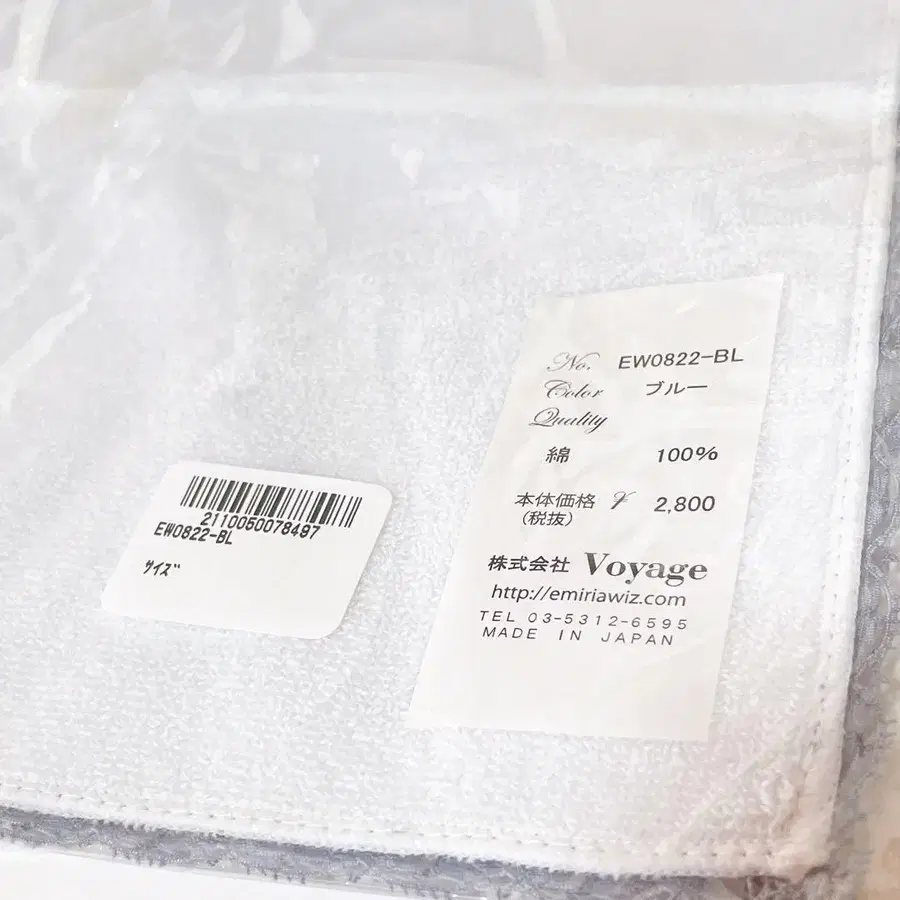 No. EW0822-BL
Color ブルー
Quality
綿 100%
本体価格 ¥ 2,800
(税抜)
株式会社 Voyage
http://emiriawiz.com
TEL 03-5312-6595
MADE IN JAPAN
2110050078497
EW0822-BL
サイズ